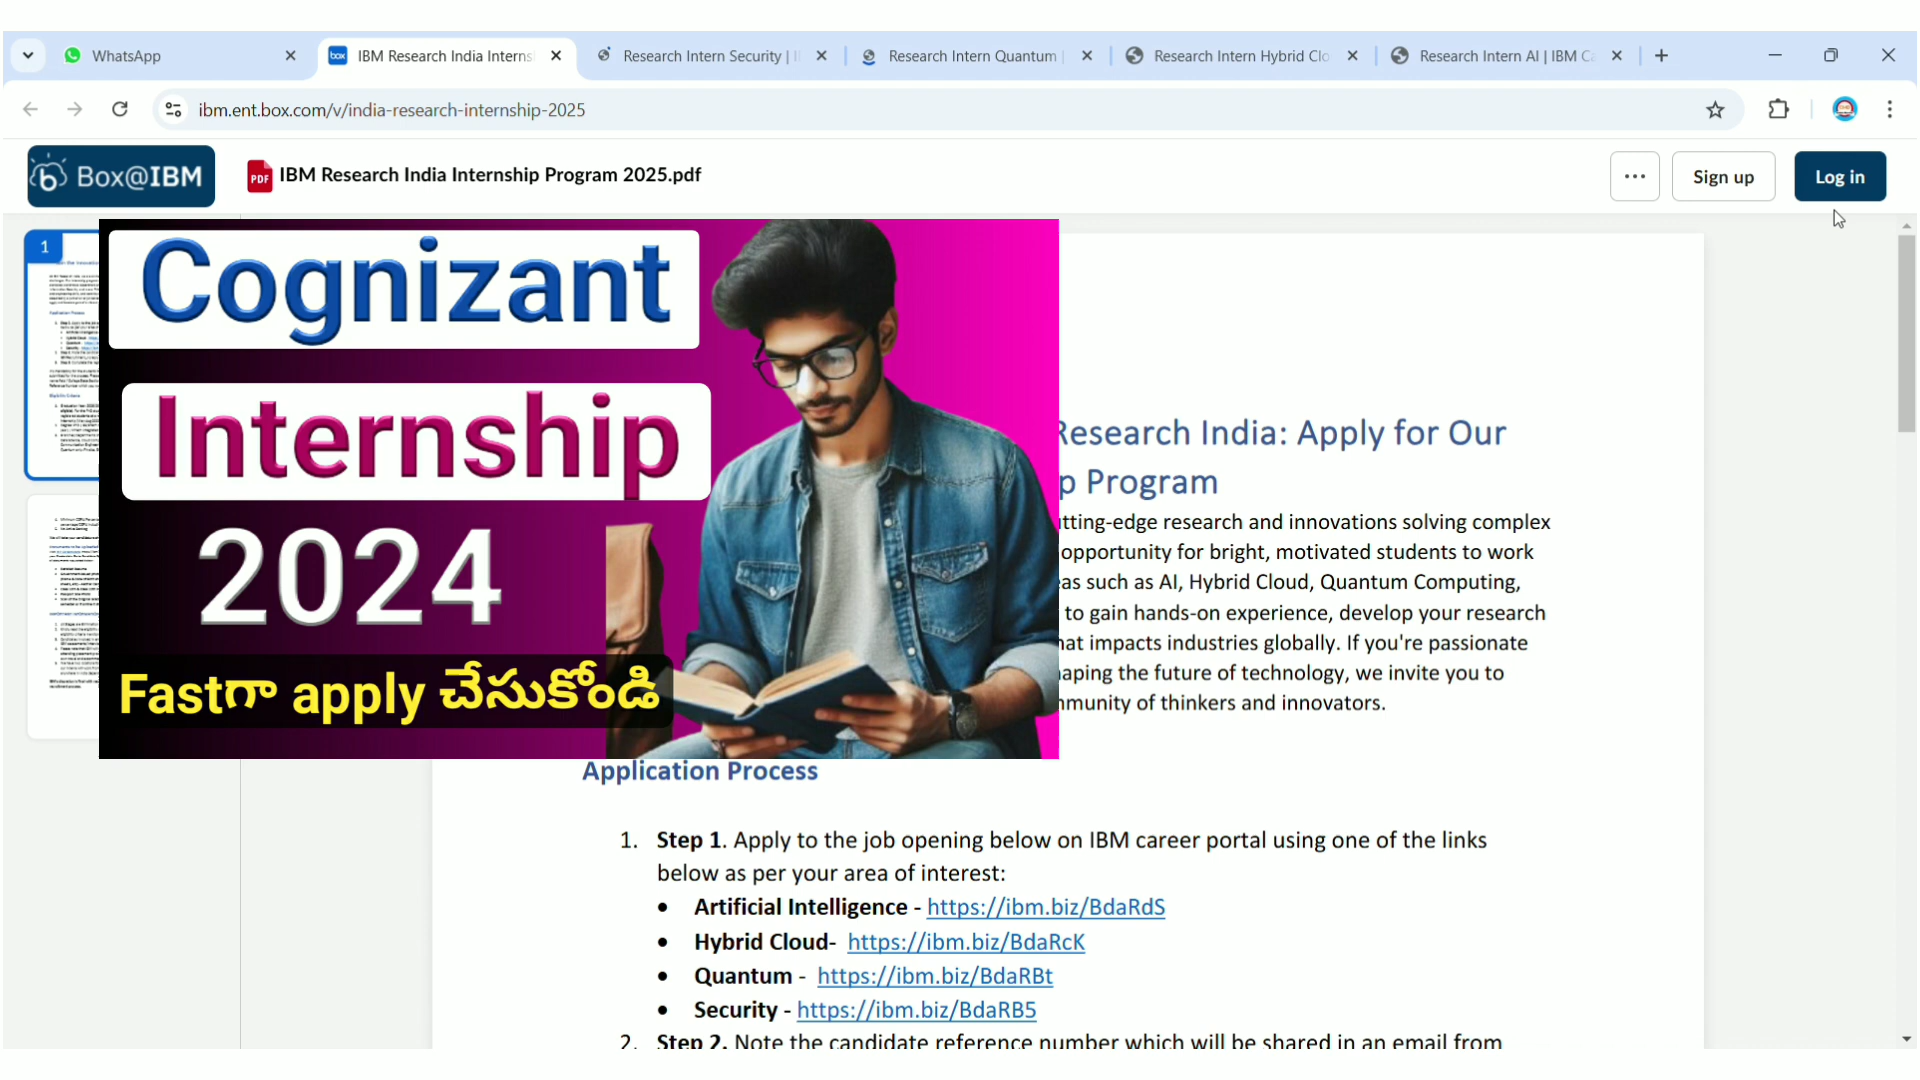 WhatsApp
IBM Research India Interns
Research Intern Security | I
Research Intern Quantum |
Research Intern Hybrid Clo
Research Intern AI | IBM Ca
ibm.ent.box.com/v/india-research-internship-2025
Box@IBM
PDF
IBM Research India Internship Program 2025.pdf
Sign up
Log in
1
Cognizant
Internship
2024
Fastగా apply చేసుకోండి
Research India: Apply for Our
p Program
tting-edge research and innovations solving complex
opportunity for bright, motivated students to work
as such as AI, Hybrid Cloud, Quantum Computing,
to gain hands-on experience, develop your research
hat impacts industries globally. If you're passionate
aping the future of technology, we invite you to
mmunity of thinkers and innovators.
Application Process
1. Step 1. Apply to the job opening below on IBM career portal using one of the links
below as per your area of interest:
• Artificial Intelligence - https://ibm.biz/BdaRdS
• Hybrid Cloud- https://ibm.biz/BdaRcK
• Quantum - https://ibm.biz/BdaRBt
• Security - https://ibm.biz/BdaRB5
2. Step 2. Note the candidate reference number which will be shared in an email from